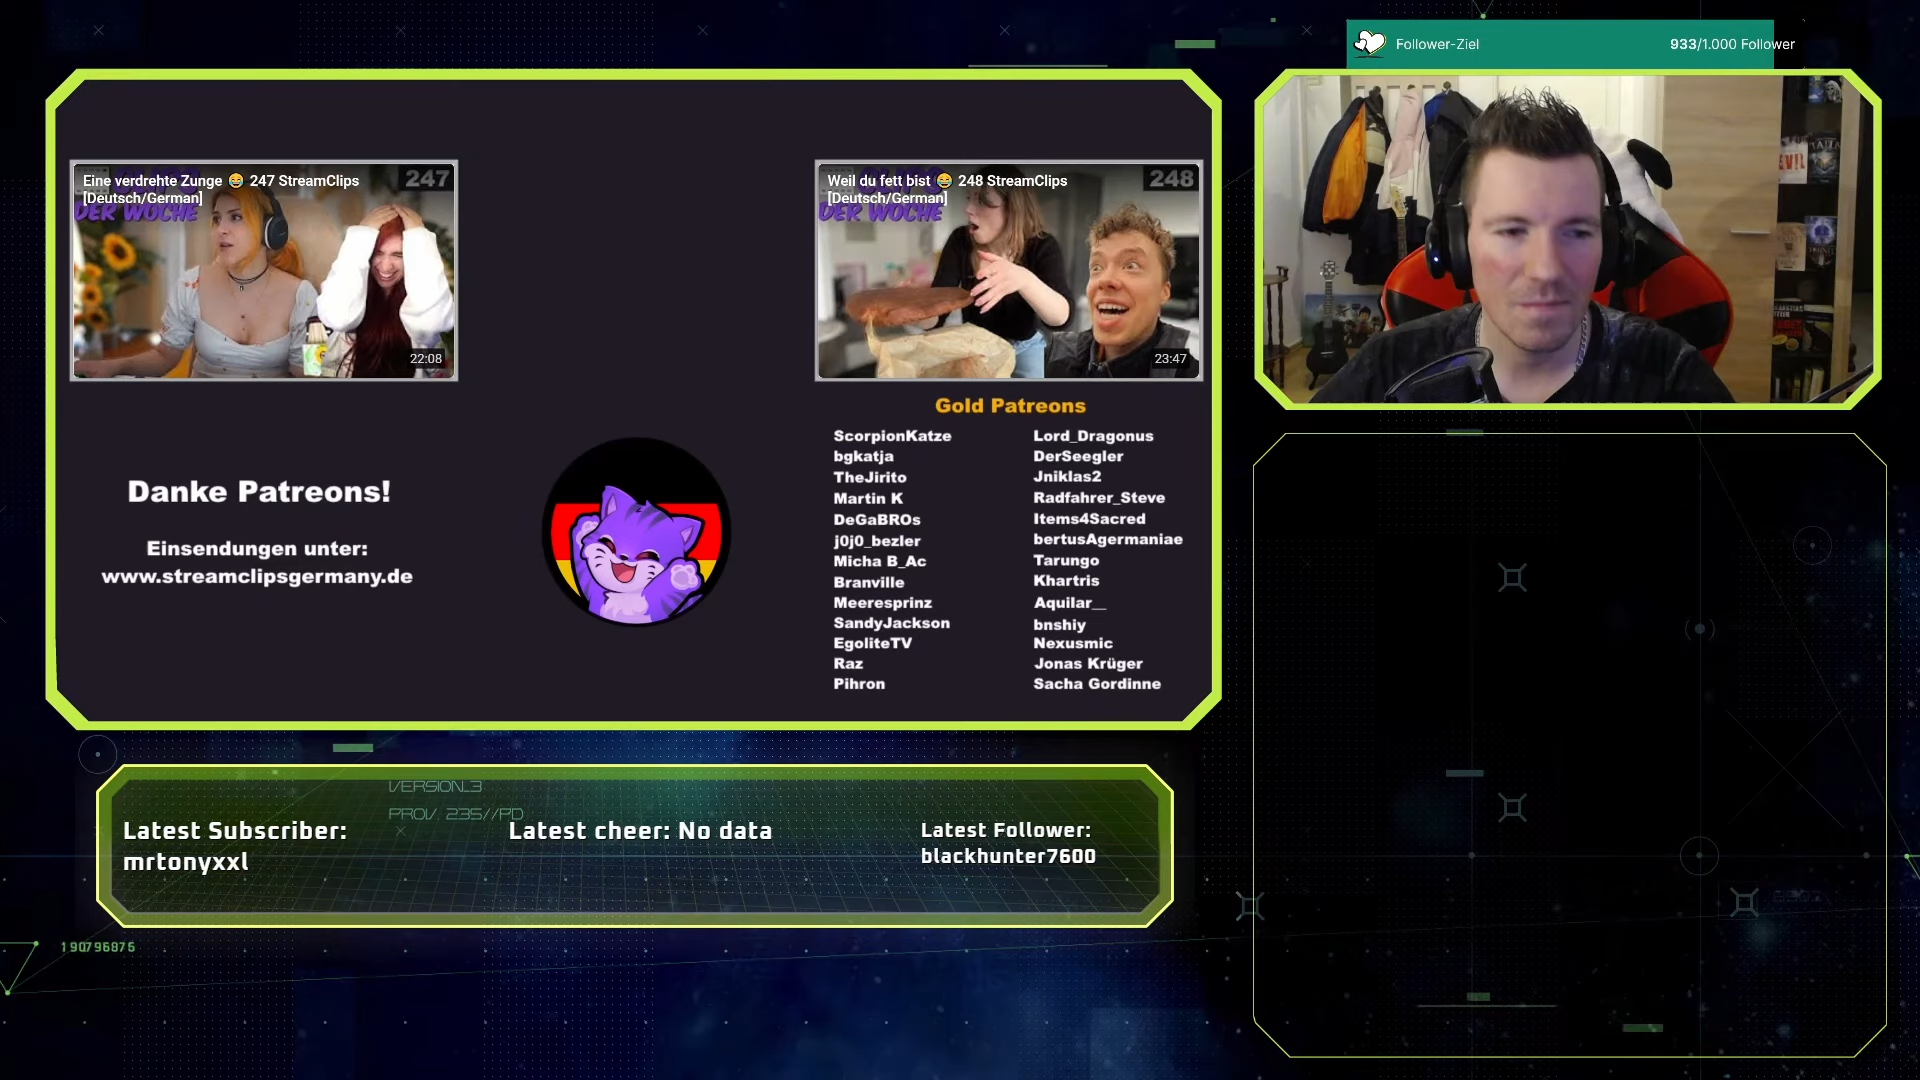 Follower-Ziel 933/1.000 Follower
Eine verdrehte Zunge 😂 247 StreamClips
[Deutsch/German]
247
DER WOCHE
22:08
Weil du fett bist 😂 248 StreamClips
[Deutsch/German]
248
DER WOCHE
23:47
Danke Patreons!
Einsendungen unter:
www.streamclipsgermany.de
Gold Patreons
ScorpionKatze
bgkatja
TheJirito
Martin K
DeGaBROs
j0j0_bezler
Micha B_Ac
Branville
Meeresprinz
SandyJackson
EgoliteTV
Raz
Pihron
Lord_Dragonus
DerSeegler
Jniklas2
Radfahrer_Steve
Items4Sacred
bertusAgermaniae
Tarungo
Khartris
Aquilar__
bnshiy
Nexusmic
Jonas Krüger
Sacha Gordinne
VERSION_3
PROV. 235//PD
Latest Subscriber:
mrtonyxxl
Latest cheer: No data
Latest Follower:
blackhunter7600
190796875